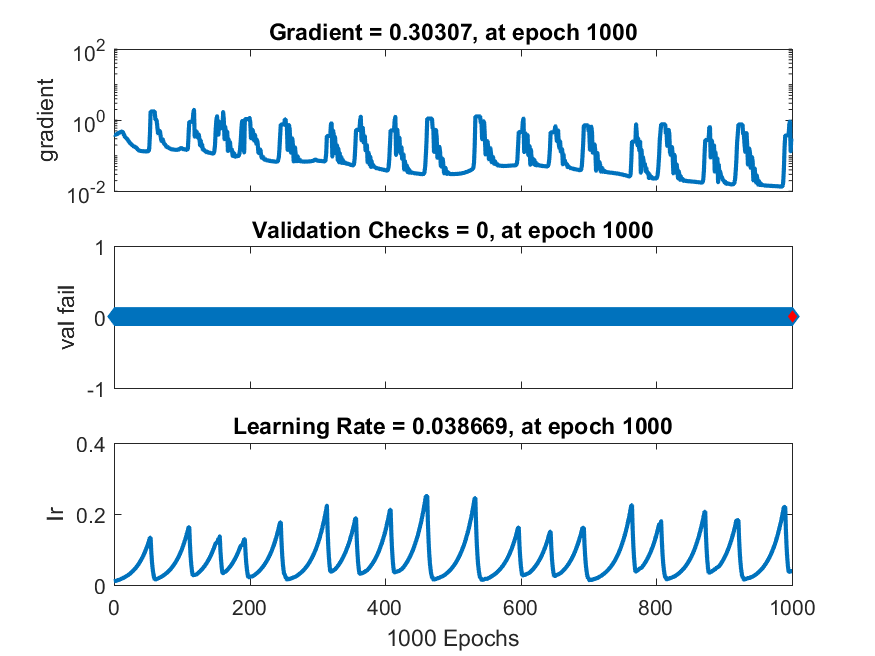 Gradient = 0.30307, at epoch 1000
10^2
10^0
10^-2
gradient
Validation Checks = 0, at epoch 1000
1
0
-1
val fail
Learning Rate = 0.038669, at epoch 1000
0.4
0.2
0
lr
0 200 400 600 800 1000
1000 Epochs